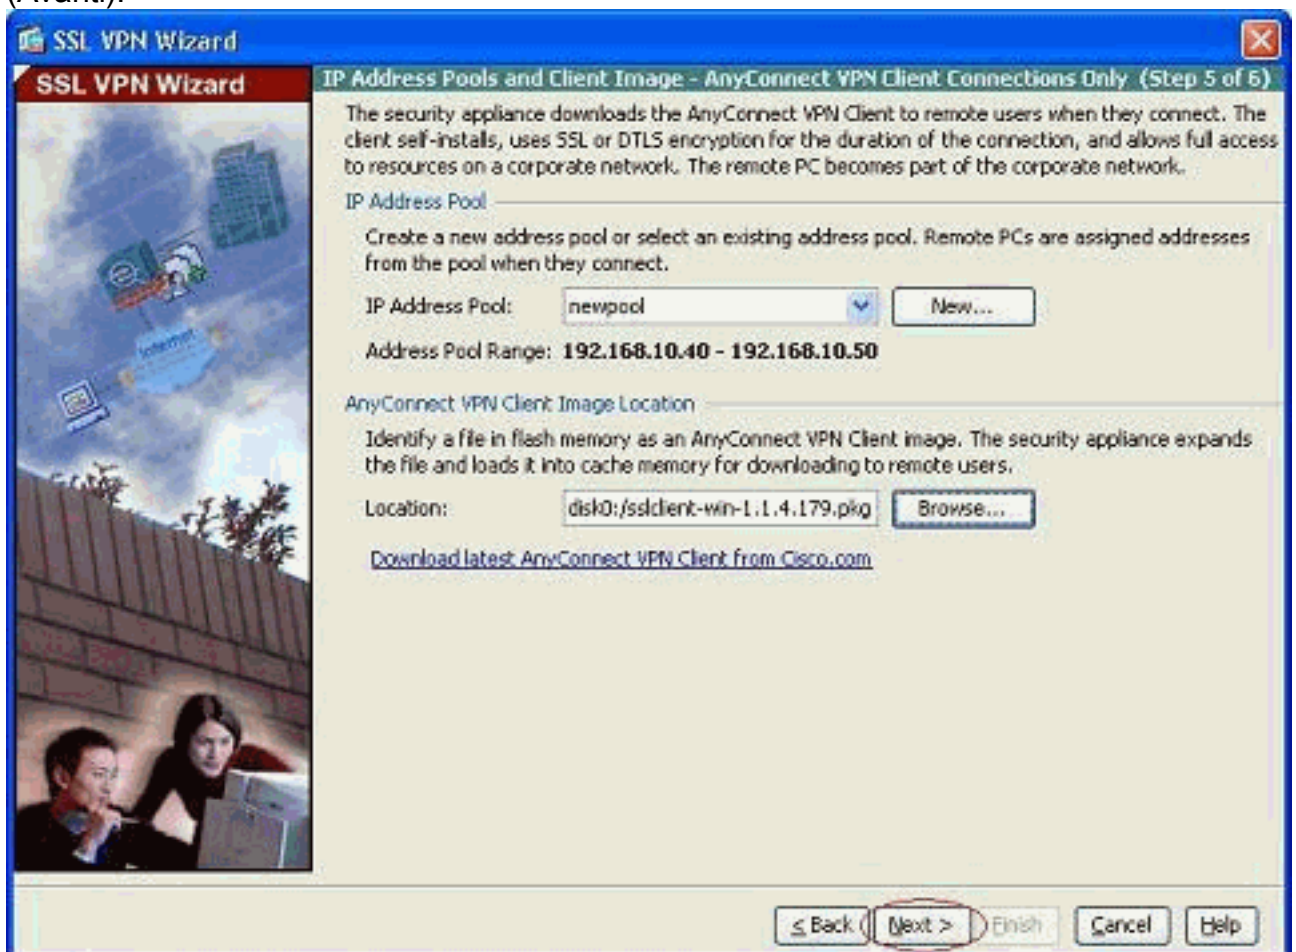 (Avanti).
SSL VPN Wizard
SSL VPN Wizard
IP Address Pools and Client Image - AnyConnect VPN Client Connections Only (Step 5 of 6)
The security appliance downloads the AnyConnect VPN Client to remote users when they connect. The
client self-installs, uses SSL or DTLS encryption for the duration of the connection, and allows full access
to resources on a corporate network. The remote PC becomes part of the corporate network.
IP Address Pool
Create a new address pool or select an existing address pool. Remote PCs are assigned addresses
from the pool when they connect.
IP Address Pool: newpool New...
Address Pool Range: 192.168.10.40 - 192.168.10.50
AnyConnect VPN Client Image Location
Identify a file in flash memory as an AnyConnect VPN Client image. The security appliance expands
the file and loads it into cache memory for downloading to remote users.
Location: disk0:/sslclient-win-1.1.4.179.pkg Browse...
Download latest AnyConnect VPN Client from Cisco.com
Internet
< Back Next > Finish Cancel Help